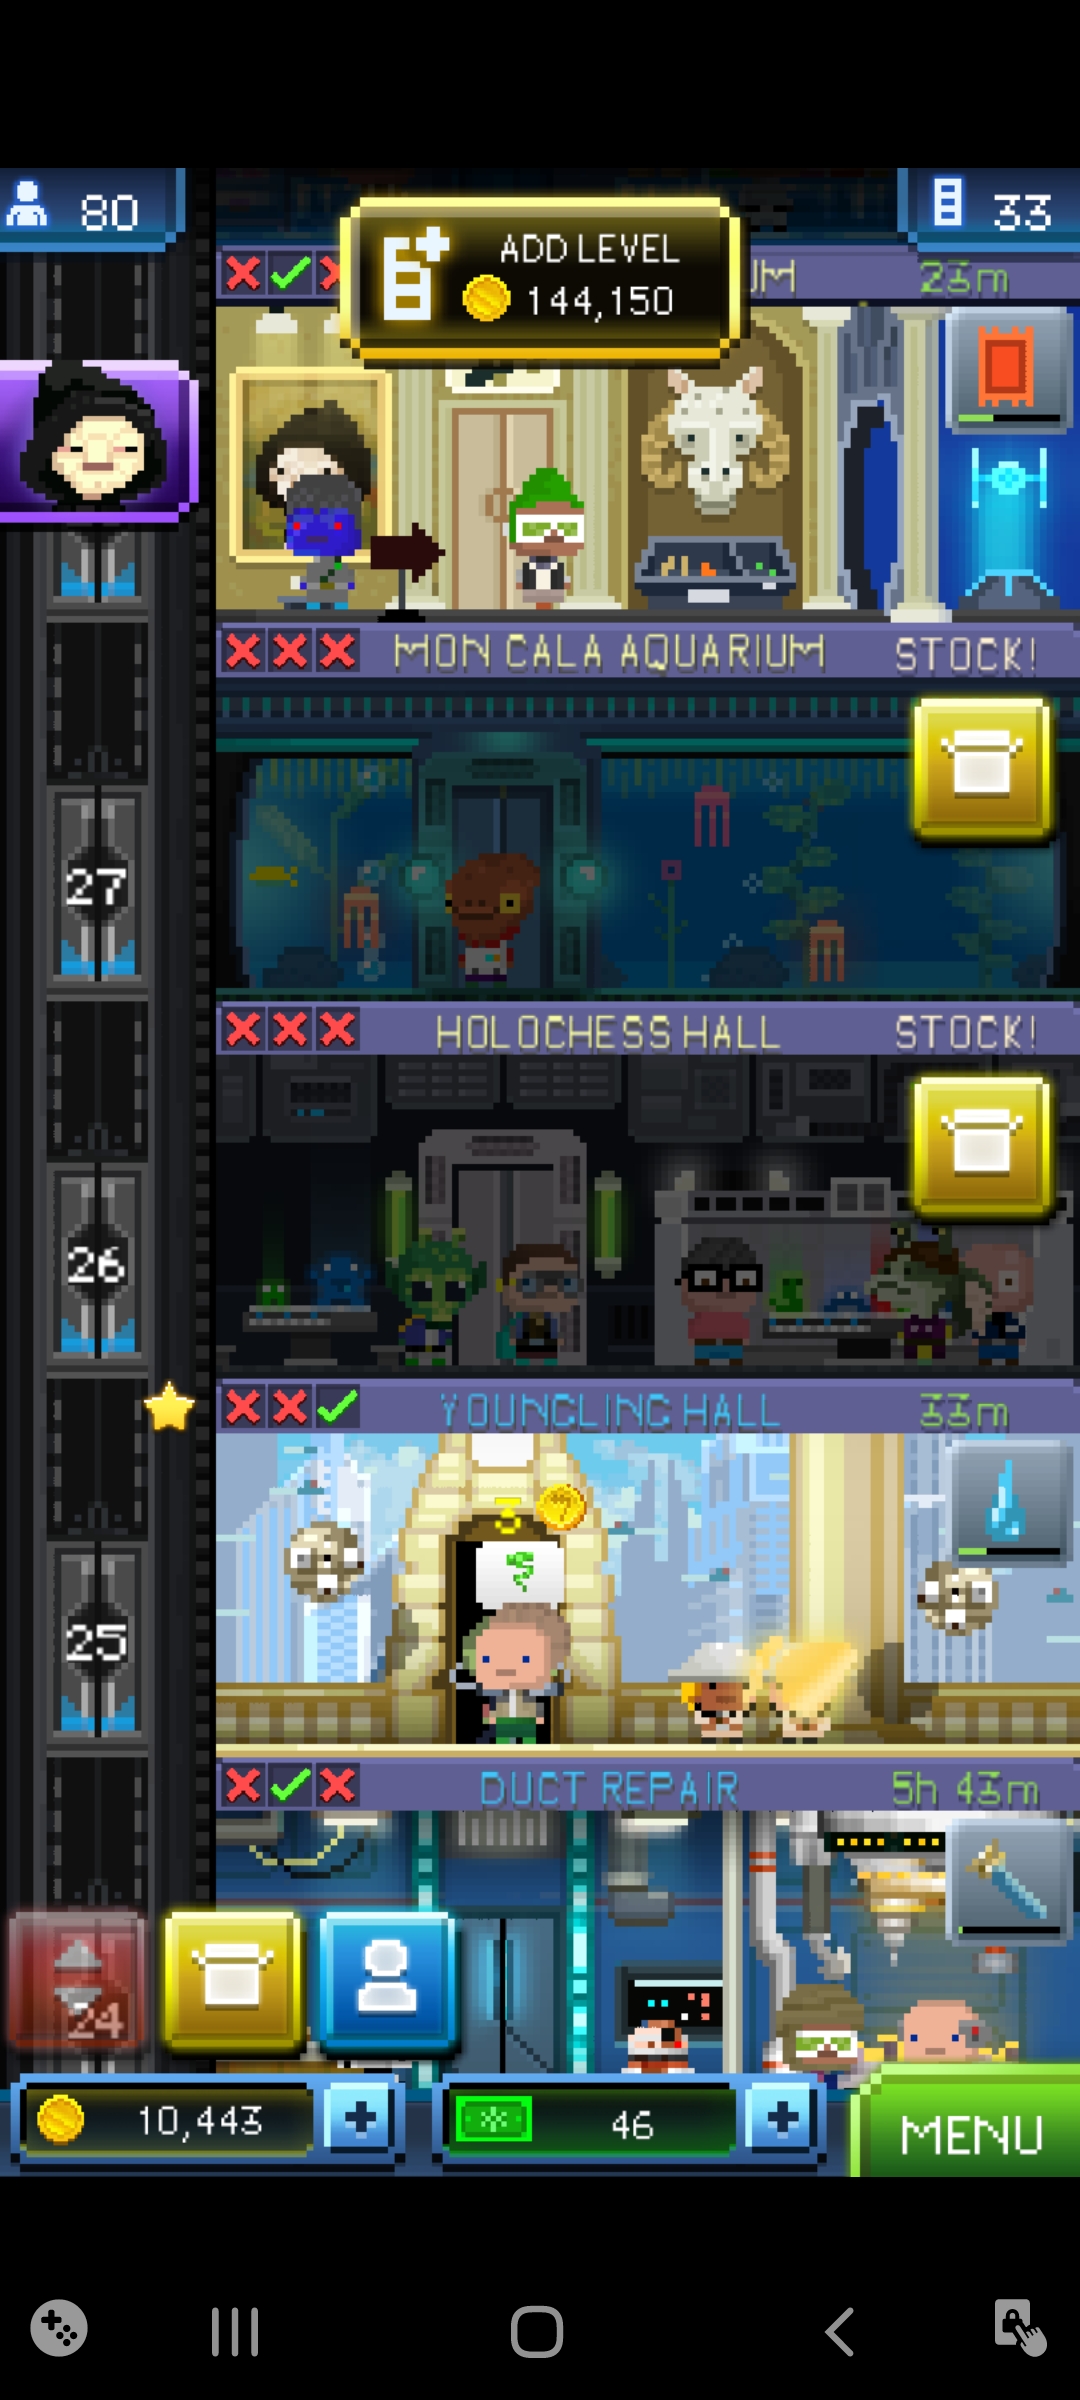 80
33
ADD LEVEL
144,150
UM
23m
MON CALA AQUARIUM
STOCK!
27
HOLOCHESS HALL
STOCK!
26
YOUNGLING HALL
33m
25
DUCT REPAIR
5h 43m
24
10,443
46
MENU